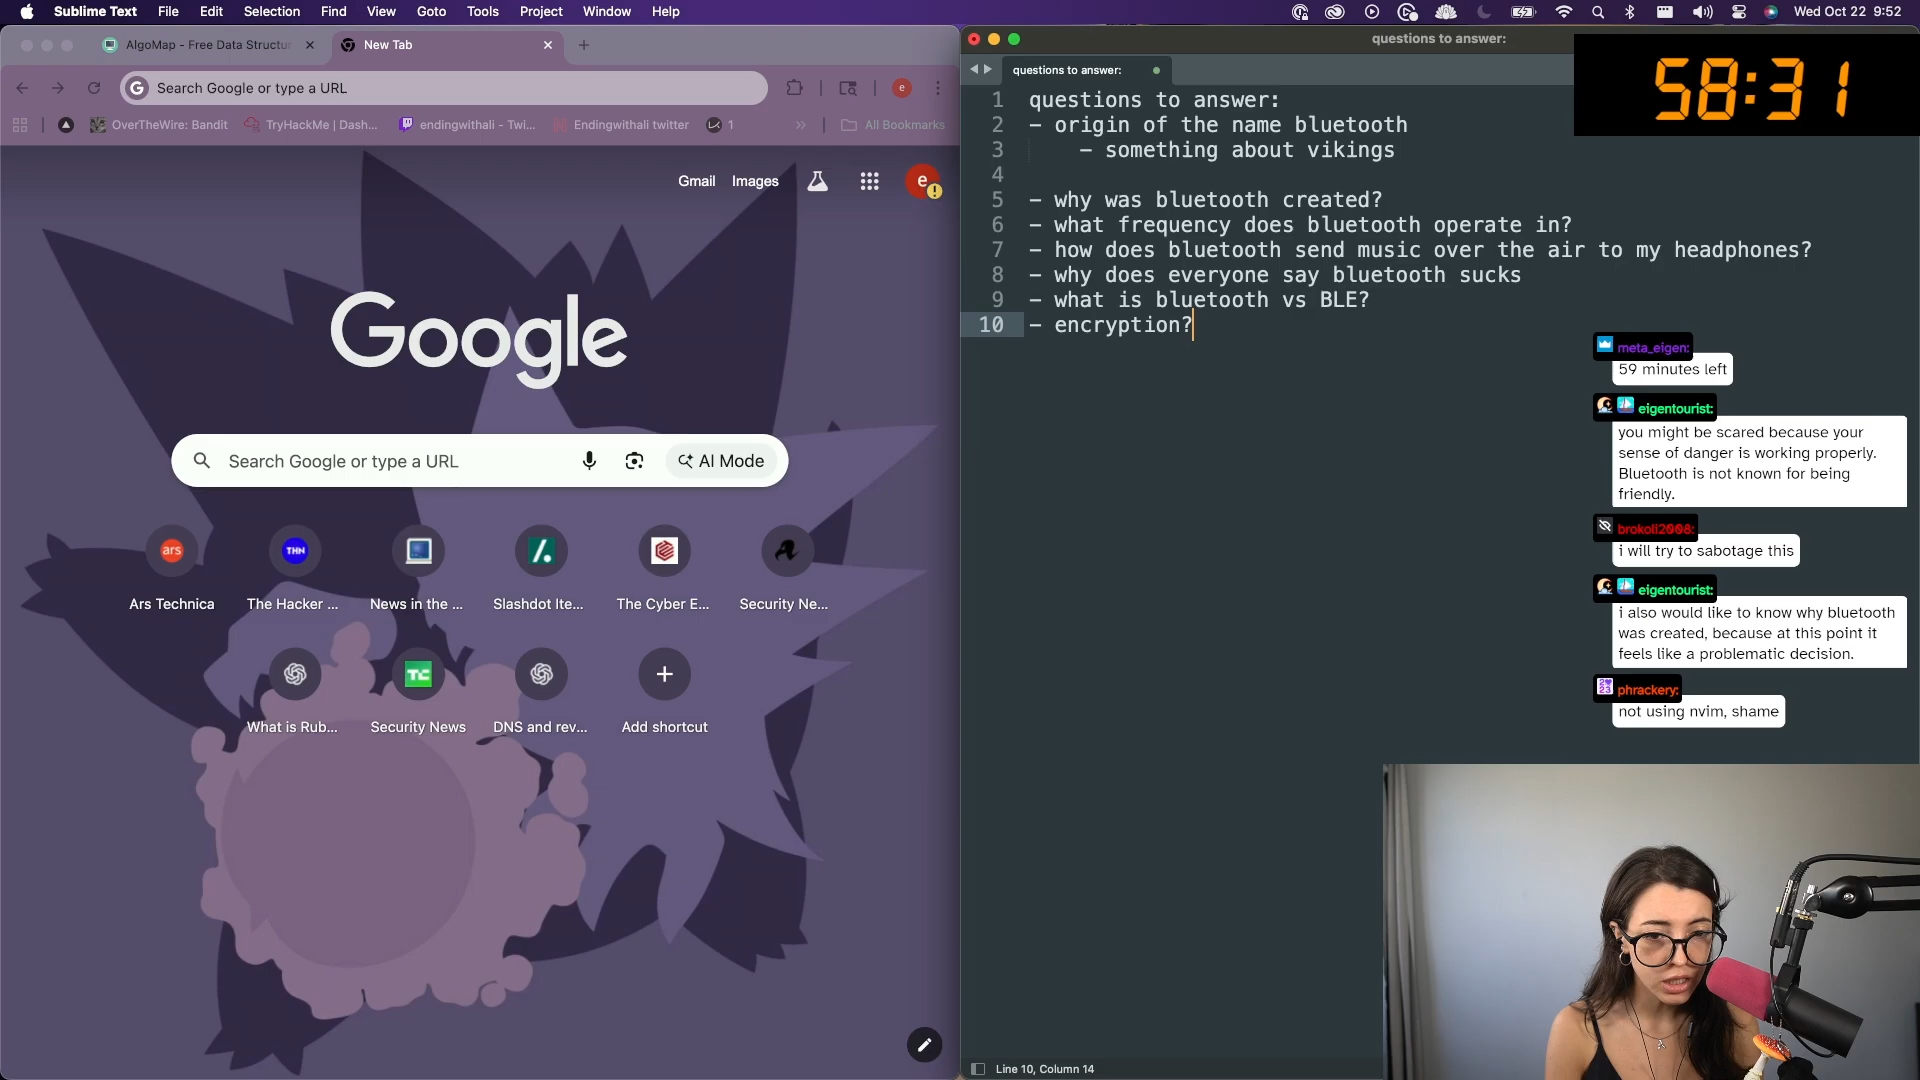 Sublime Text File Edit Selection Find View Goto Tools Project Window Help
Wed Oct 22 9:52
AlgoMap - Free Data Structu
New Tab
Search Google or type a URL
OverTheWire: Bandit
TryHackMe | Dash...
endingwithali - Twi...
Endingwithali twitter
1
»
All Bookmarks
Gmail
Images
e
Google
Search Google or type a URL
AI Mode
ars
THN
Ars Technica
The Hacker ...
News in the ...
Slashdot Ite...
The Cyber E...
Security Ne...
TC
What is Rub...
Security News
DNS and rev...
Add shortcut
questions to answer:
questions to answer:
58:31
1 questions to answer:
2 - origin of the name bluetooth
3 - something about vikings
4
5 - why was bluetooth created?
6 - what frequency does bluetooth operate in?
7 - how does bluetooth send music over the air to my headphones?
8 - why does everyone say bluetooth sucks
9 - what is bluetooth vs BLE?
10 - encryption?
meta_eigen:
59 minutes left
eigentourist:
you might be scared because your
sense of danger is working properly.
Bluetooth is not known for being
friendly.
brokoli2008:
i will try to sabotage this
eigentourist:
i also would like to know why bluetooth
was created, because at this point it
feels like a problematic decision.
phrackery:
not using nvim, shame
Line 10, Column 14